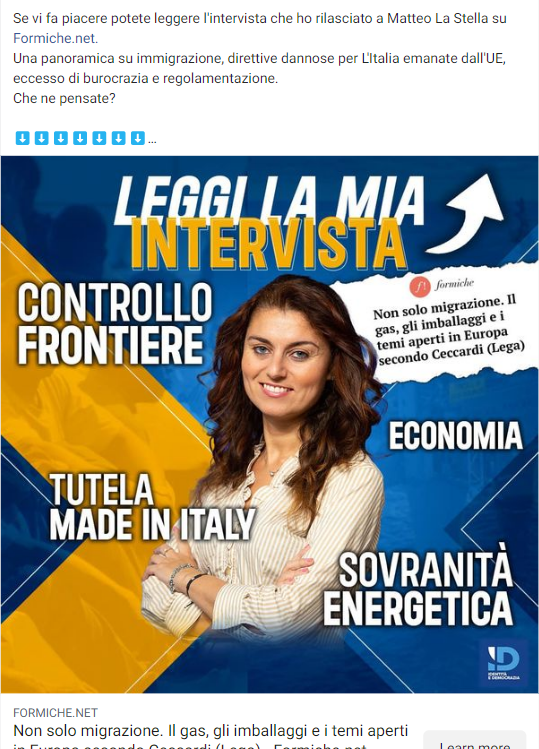 Se vi fa piacere potete leggere l'intervista che ho rilasciato a Matteo La Stella su
Formiche.net.
Una panoramica su immigrazione, direttive dannose per L'Italia emanate dall'UE,
eccesso di burocrazia e regolamentazione.
Che ne pensate?
⬇️⬇️⬇️⬇️⬇️⬇️⬇️...
LEGGI LA MIA
INTERVISTA
f! formiche
Non solo migrazione. Il
gas, gli imballaggi e i
temi aperti in Europa
secondo Ceccardi (Lega)
CONTROLLO
FRONTIERE
ECONOMIA
TUTELA
MADE IN ITALY
SOVRANITÀ
ENERGETICA
ID
IDENTITÀ
E DEMOCRAZIA
FORMICHE.NET
Non solo migrazione. Il gas, gli imballaggi e i temi aperti
in Europa secondo Ceccardi (Lega) - Formiche.net
Learn more